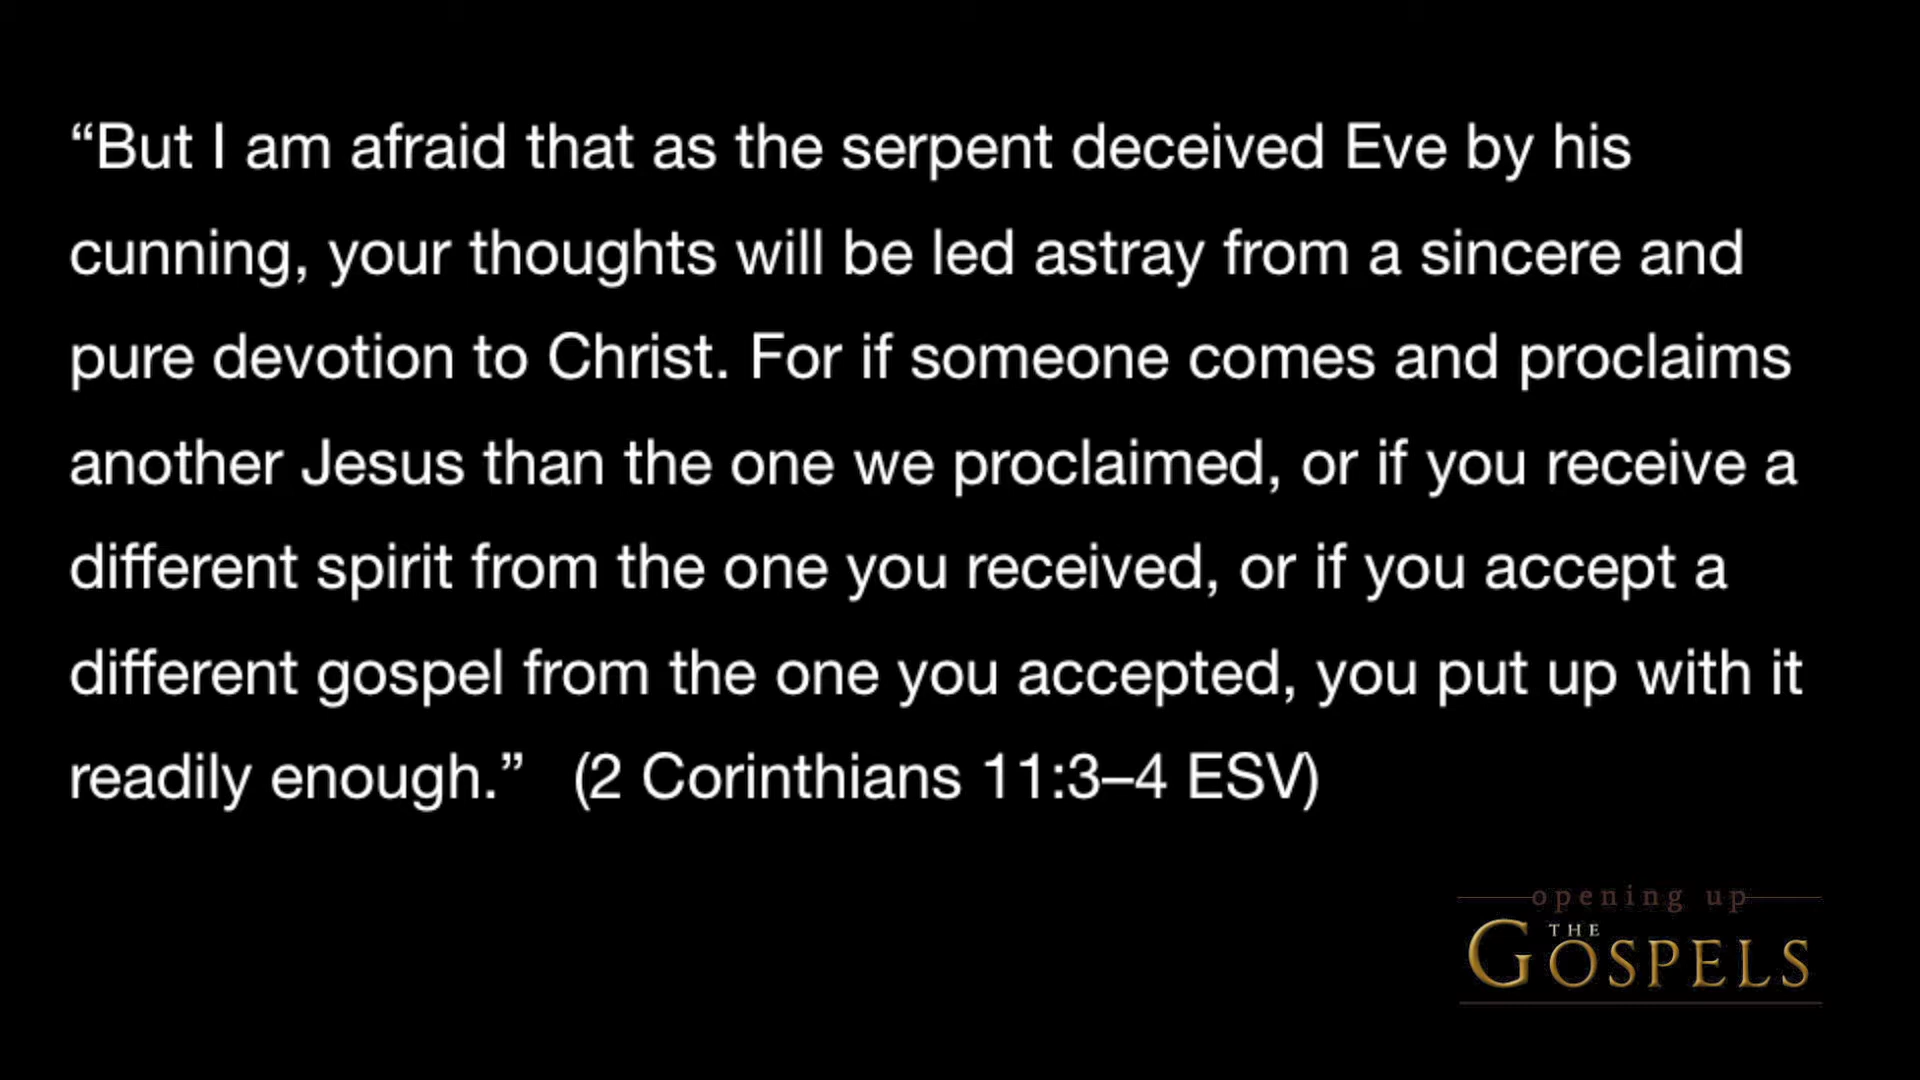 “But I am afraid that as the serpent deceived Eve by his
cunning, your thoughts will be led astray from a sincere and
pure devotion to Christ. For if someone comes and proclaims
another Jesus than the one we proclaimed, or if you receive a
different spirit from the one you received, or if you accept a
different gospel from the one you accepted, you put up with it
readily enough.”   (2 Corinthians 11:3–4 ESV)
opening up
THE
GOSPELS